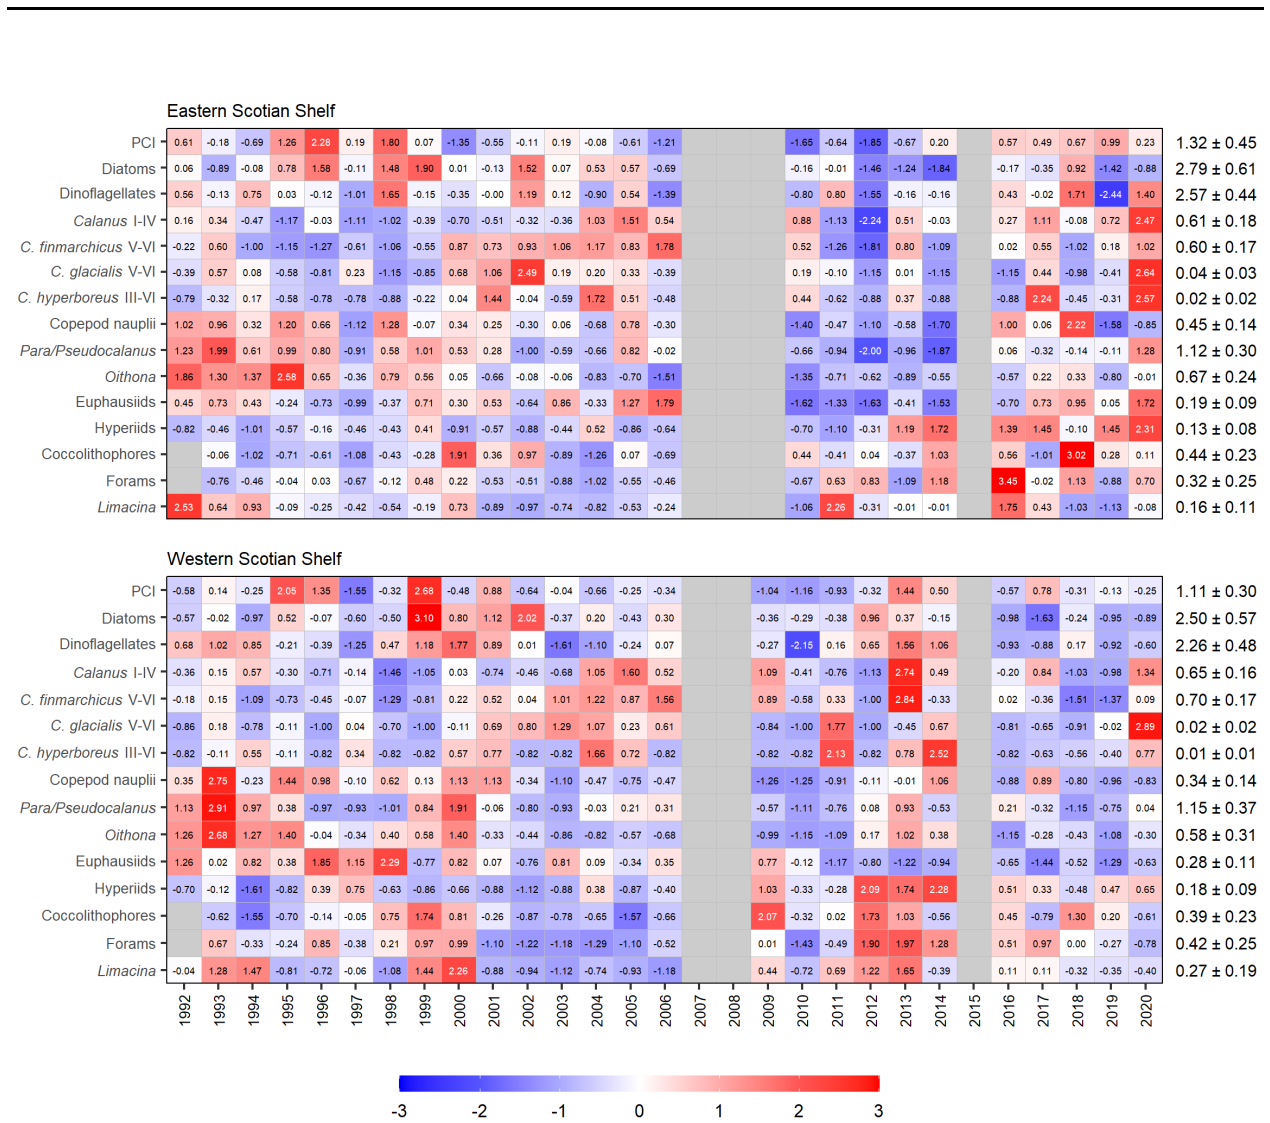 Eastern Scotian Shelf
PCI 0.61 -0.18 -0.69 1.26 2.28 0.19 1.80 0.07 -1.35 -0.55 -0.11 0.19 -0.08 -0.61 -1.21 -1.65 -0.64 -1.85 -0.67 0.20 0.57 0.49 0.67 0.99 0.23 1.32 ± 0.45
Diatoms 0.06 -0.89 -0.08 0.78 1.58 -0.11 1.48 1.90 0.01 -0.13 1.52 0.07 0.53 0.57 -0.69 -0.16 -0.01 -1.46 -1.24 -1.84 -0.17 -0.35 0.92 -1.42 -0.88 2.79 ± 0.61
Dinoflagellates 0.56 -0.13 0.75 0.03 -0.12 -1.01 1.65 -0.15 -0.35 -0.00 1.19 0.12 -0.90 0.54 -1.39 -0.80 0.80 -1.55 -0.16 -0.16 0.43 -0.02 1.71 -2.44 1.40 2.57 ± 0.44
Calanus I-IV 0.16 0.34 -0.47 -1.17 -0.03 -1.11 -1.02 -0.39 -0.70 -0.51 -0.32 -0.36 1.03 1.51 0.54 0.88 -1.13 -2.24 0.51 -0.03 0.27 1.11 -0.08 0.72 2.47 0.61 ± 0.18
C. finmarchicus V-VI -0.22 0.60 -1.00 -1.15 -1.27 -0.61 -1.06 -0.55 0.87 0.73 0.93 1.06 1.17 0.83 1.78 0.52 -1.26 -1.81 0.80 -1.09 0.02 0.55 -1.02 0.18 1.02 0.60 ± 0.17
C. glacialis V-VI -0.39 0.57 0.08 -0.58 -0.81 0.23 -1.15 -0.85 0.68 1.06 2.49 0.19 0.20 0.33 -0.39 0.19 -0.10 -1.15 0.01 -1.15 -1.15 0.44 -0.98 -0.41 2.64 0.04 ± 0.03
C. hyperboreus III-VI -0.79 -0.32 0.17 -0.58 -0.78 -0.78 -0.88 -0.22 0.04 1.44 -0.04 -0.59 1.72 0.51 -0.48 0.44 -0.62 -0.88 0.37 -0.88 -0.88 2.24 -0.45 -0.31 2.57 0.02 ± 0.02
Copepod nauplii 1.02 0.96 0.32 1.20 0.66 -1.12 1.28 -0.07 0.34 0.25 -0.30 0.06 -0.68 0.78 -0.30 -1.40 -0.47 -1.10 -0.58 -1.70 1.00 0.06 2.22 -1.58 -0.85 0.45 ± 0.14
Para/Pseudocalanus 1.23 1.99 0.61 0.99 0.80 -0.91 0.58 1.01 0.53 0.28 -1.00 -0.59 -0.66 0.82 -0.02 -0.66 -0.94 -2.00 -0.96 -1.87 0.06 -0.32 -0.14 -0.11 1.28 1.12 ± 0.30
Oithona 1.86 1.30 1.37 2.58 0.65 -0.36 0.79 0.56 0.05 -0.66 -0.08 -0.06 -0.83 -0.70 -1.51 -1.35 -0.71 -0.62 -0.89 -0.55 -0.57 0.22 0.33 -0.80 -0.01 0.67 ± 0.24
Euphausiids 0.45 0.73 0.43 -0.24 -0.73 -0.99 -0.37 0.71 0.30 0.53 -0.64 0.86 -0.33 1.27 1.79 -1.62 -1.33 -1.63 -0.41 -1.53 -0.70 0.73 0.95 0.05 1.72 0.19 ± 0.09
Hyperiids -0.82 -0.46 -1.01 -0.57 -0.16 -0.46 -0.43 0.41 -0.91 -0.57 -0.88 -0.44 0.52 -0.86 -0.64 -0.70 -1.10 -0.31 1.19 1.72 1.39 1.45 -0.10 1.45 2.31 0.13 ± 0.08
Coccolithophores -0.06 -1.02 -0.71 -0.61 -1.08 -0.43 -0.28 1.91 0.36 0.97 -0.89 -1.26 0.07 -0.69 0.44 -0.41 0.04 -0.37 1.03 0.56 -1.01 3.02 0.28 0.11 0.44 ± 0.23
Forams -0.76 -0.46 -0.04 0.03 -0.67 -0.12 0.48 0.22 -0.53 -0.51 -0.88 -1.02 -0.55 -0.46 -0.67 0.63 0.83 -1.09 1.18 3.45 -0.02 1.13 -0.88 0.70 0.32 ± 0.25
Limacina 2.53 0.64 0.93 -0.09 -0.25 -0.42 -0.54 -0.19 0.73 -0.89 -0.97 -0.74 -0.82 -0.53 -0.24 -1.06 2.26 -0.31 -0.01 -0.01 1.75 0.43 -1.03 -1.13 -0.08 0.16 ± 0.11
Western Scotian Shelf
PCI -0.58 0.14 -0.25 2.05 1.35 -1.55 -0.32 2.68 -0.48 0.88 -0.64 -0.04 -0.66 -0.25 -0.34 -1.04 -1.16 -0.93 -0.32 1.44 0.50 -0.57 0.78 -0.31 -0.13 -0.25 1.11 ± 0.30
Diatoms -0.57 -0.02 -0.97 0.52 -0.07 -0.60 -0.50 3.10 0.80 1.12 2.02 -0.37 0.20 -0.43 0.30 -0.36 -0.29 -0.38 0.96 0.37 -0.15 -0.98 -1.63 -0.24 -0.95 -0.89 2.50 ± 0.57
Dinoflagellates 0.68 1.02 0.85 -0.21 -0.39 -1.25 0.47 1.18 1.77 0.89 0.01 -1.61 -1.10 -0.24 0.07 -0.27 -2.15 0.16 0.65 1.56 1.06 -0.93 -0.88 0.17 -0.92 -0.60 2.26 ± 0.48
Calanus I-IV -0.36 0.15 0.57 -0.30 -0.71 -0.14 -1.46 -1.05 0.03 -0.74 -0.46 -0.68 1.05 1.60 0.52 1.09 -0.41 -0.76 -1.13 2.74 0.49 -0.20 0.84 -1.03 -0.98 1.34 0.65 ± 0.16
C. finmarchicus V-VI -0.18 0.15 -1.09 -0.73 -0.45 -0.07 -1.29 -0.81 0.22 0.52 0.04 1.01 1.22 0.86 1.56 0.89 -0.58 0.33 -1.00 2.84 -0.33 0.02 -0.36 -1.51 -1.37 0.09 0.70 ± 0.17
C. glacialis V-VI -0.86 0.18 -0.78 -0.11 -1.00 0.04 -0.70 -1.00 -0.11 0.69 0.80 1.29 1.07 0.23 0.61 -0.84 -1.00 1.77 -1.00 -0.45 0.67 -0.81 -0.65 -0.91 -0.02 2.89 0.02 ± 0.02
C. hyperboreus III-VI -0.82 -0.11 0.55 -0.11 -0.82 0.34 -0.82 -0.82 0.57 0.77 -0.82 -0.82 1.66 0.72 -0.82 -0.82 -0.82 2.13 -0.82 0.78 2.52 -0.82 -0.63 -0.56 -0.40 0.77 0.01 ± 0.01
Copepod nauplii 0.35 2.75 -0.23 1.44 0.98 -0.10 0.62 0.13 1.13 1.13 -0.34 -1.10 -0.47 -0.75 -0.47 -1.26 -1.25 -0.91 -0.11 -0.01 1.06 -0.88 0.89 -0.80 -0.96 -0.83 0.34 ± 0.14
Para/Pseudocalanus 1.13 2.91 0.97 0.38 -0.97 -0.93 -1.01 0.84 1.91 -0.06 -0.80 -0.93 -0.03 0.21 0.31 -0.57 -1.11 -0.76 0.08 0.93 -0.53 0.21 -0.32 -1.15 -0.75 0.04 1.15 ± 0.37
Oithona 1.26 2.68 1.27 1.40 -0.04 -0.34 0.40 0.58 1.40 -0.33 -0.44 -0.86 -0.82 -0.57 -0.68 -0.99 -1.15 -1.09 0.17 1.02 0.38 -1.15 -0.28 -0.43 -1.08 -0.30 0.58 ± 0.31
Euphausiids 1.26 0.02 0.82 0.38 1.85 1.15 2.29 -0.77 0.82 0.07 -0.76 0.81 0.09 -0.34 0.35 0.77 -0.12 -1.17 -0.80 -1.22 -0.94 -0.65 -1.44 -0.52 -1.29 -0.63 0.28 ± 0.11
Hyperiids -0.70 -0.12 -1.61 -0.82 0.39 0.75 -0.63 -0.86 -0.66 -0.88 -1.12 -0.88 0.38 -0.87 -0.40 1.03 -0.33 -0.28 2.09 1.74 2.28 0.51 0.33 -0.48 0.47 0.65 0.18 ± 0.09
Coccolithophores -0.62 -1.55 -0.70 -0.14 -0.05 0.75 1.74 0.81 -0.26 -0.87 -0.78 -0.65 -1.57 -0.66 2.07 -0.32 0.02 1.73 1.03 -0.56 0.45 -0.79 1.30 0.20 -0.61 0.39 ± 0.23
Forams 0.67 -0.33 -0.24 0.85 -0.38 0.21 0.97 0.99 -1.10 -1.22 -1.18 -1.29 -1.10 -0.52 0.01 -1.43 -0.49 1.90 1.97 1.28 0.51 0.97 0.00 -0.27 -0.78 0.42 ± 0.25
Limacina -0.04 1.28 1.47 -0.81 -0.72 -0.06 -1.08 1.44 2.26 -0.88 -0.94 -1.12 -0.74 -0.93 -1.18 0.44 -0.72 0.69 1.22 1.65 -0.39 0.11 0.11 -0.32 -0.35 -0.40 0.27 ± 0.19
1992 1993 1994 1995 1996 1997 1998 1999 2000 2001 2002 2003 2004 2005 2006 2007 2008 2009 2010 2011 2012 2013 2014 2015 2016 2017 2018 2019 2020
-3 -2 -1 0 1 2 3